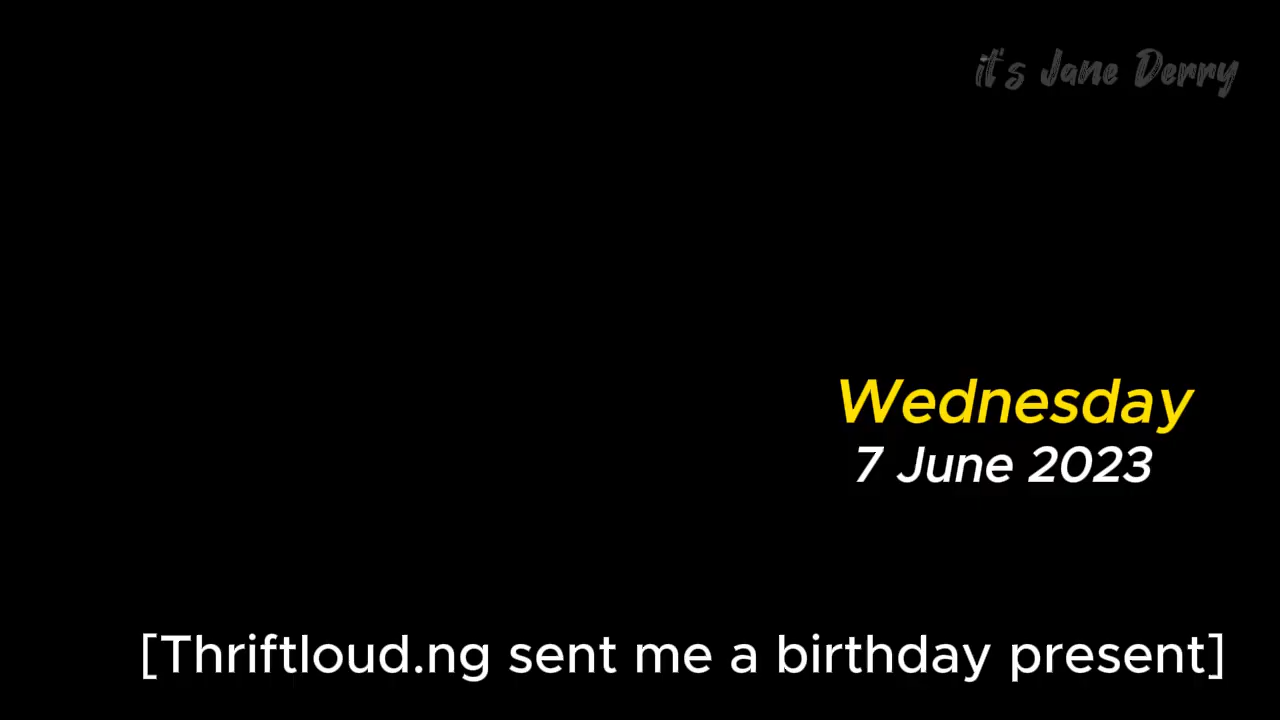 it's Jane Derry
Wednesday
7 June 2023
[Thriftloud.ng sent me a birthday present]